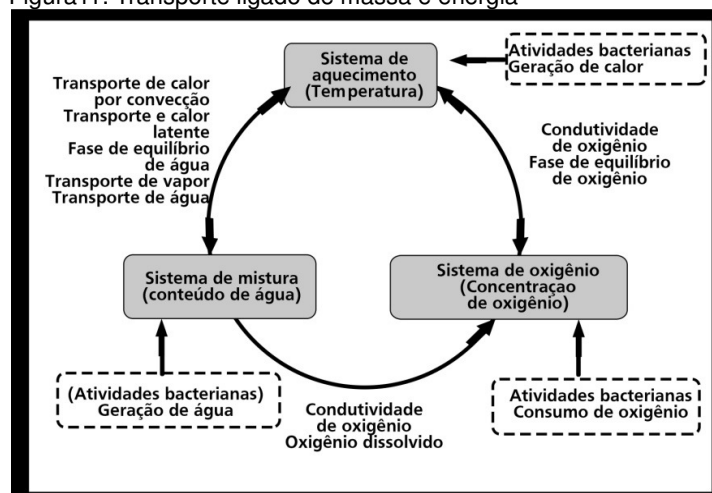 Figura11: Transporte ligado de massa e energia
Sistema de
aquecimento
(Temperatura)
Atividades bacterianas
Geração de calor
Transporte de calor
por convecção
Transporte e calor
latente
Fase de equilíbrio
de água
Transporte de vapor
Transporte de água
Condutividade
de oxigênio
Fase de equilíbrio
de oxigênio
Sistema de mistura
(conteúdo de água)
Sistema de oxigênio
(Concentraçao
de oxigênio)
(Atividades bacterianas)
Geração de água
Condutividade
de oxigênio
Oxigênio dissolvido
Atividades bacterianas
Consumo de oxigênio